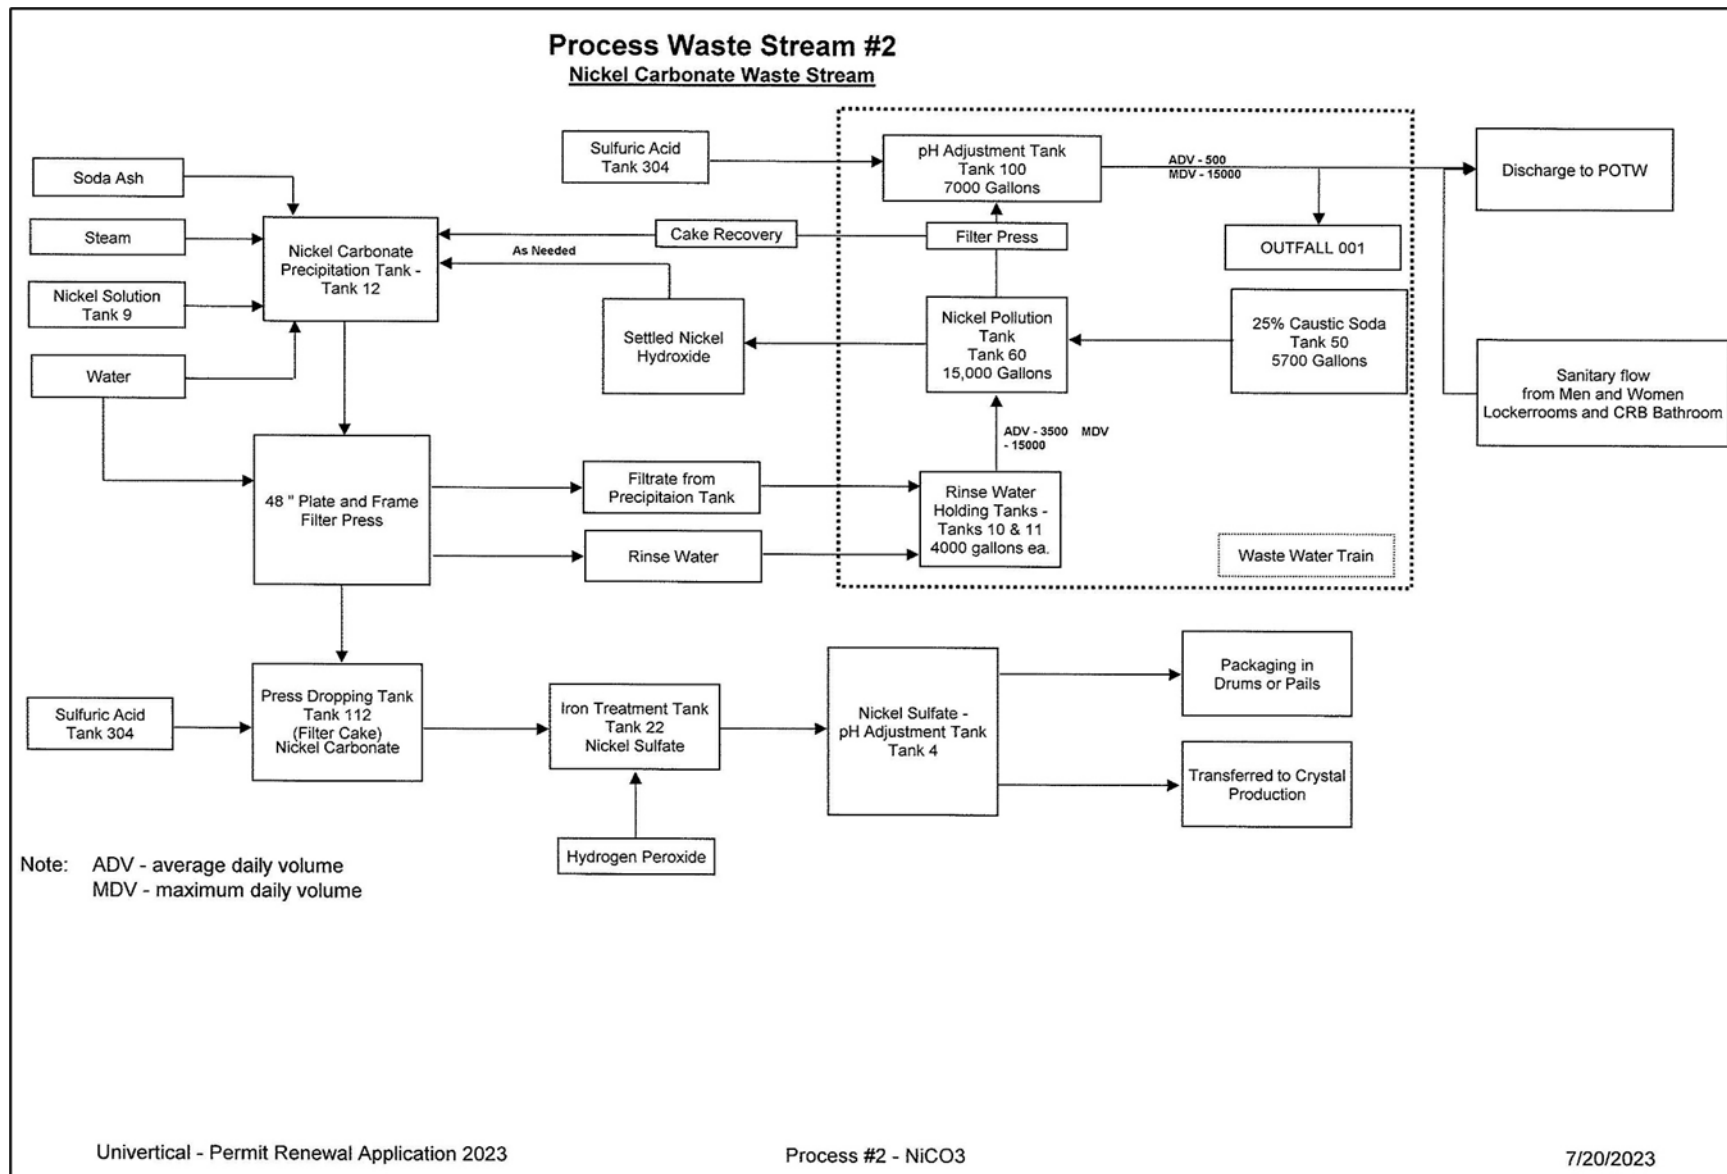 Process Waste Stream #2
Nickel Carbonate Waste Stream
Sulfuric Acid
Tank 304
pH Adjustment Tank
Tank 100
7000 Gallons
ADV - 500
MDV - 15000
Discharge to POTW
Soda Ash
Steam
Nickel Solution
Tank 9
Water
Nickel Carbonate
Precipitation Tank -
Tank 12
Cake Recovery
As Needed
Filter Press
OUTFALL 001
Settled Nickel
Hydroxide
Nickel Pollution
Tank
Tank 60
15,000 Gallons
25% Caustic Soda
Tank 50
5700 Gallons
Sanitary flow
from Men and Women
Lockerrooms and CRB Bathroom
ADV - 3500 MDV
- 15000
48 " Plate and Frame
Filter Press
Filtrate from
Precipitaion Tank
Rinse Water
Rinse Water
Holding Tanks -
Tanks 10 & 11
4000 gallons ea.
Waste Water Train
Sulfuric Acid
Tank 304
Press Dropping Tank
Tank 112
(Filter Cake)
Nickel Carbonate
Iron Treatment Tank
Tank 22
Nickel Sulfate
Nickel Sulfate -
pH Adjustment Tank
Tank 4
Packaging in
Drums or Pails
Transferred to Crystal
Production
Hydrogen Peroxide
Note: ADV - average daily volume
MDV - maximum daily volume
Univertical - Permit Renewal Application 2023
Process #2 - NiCO3
7/20/2023